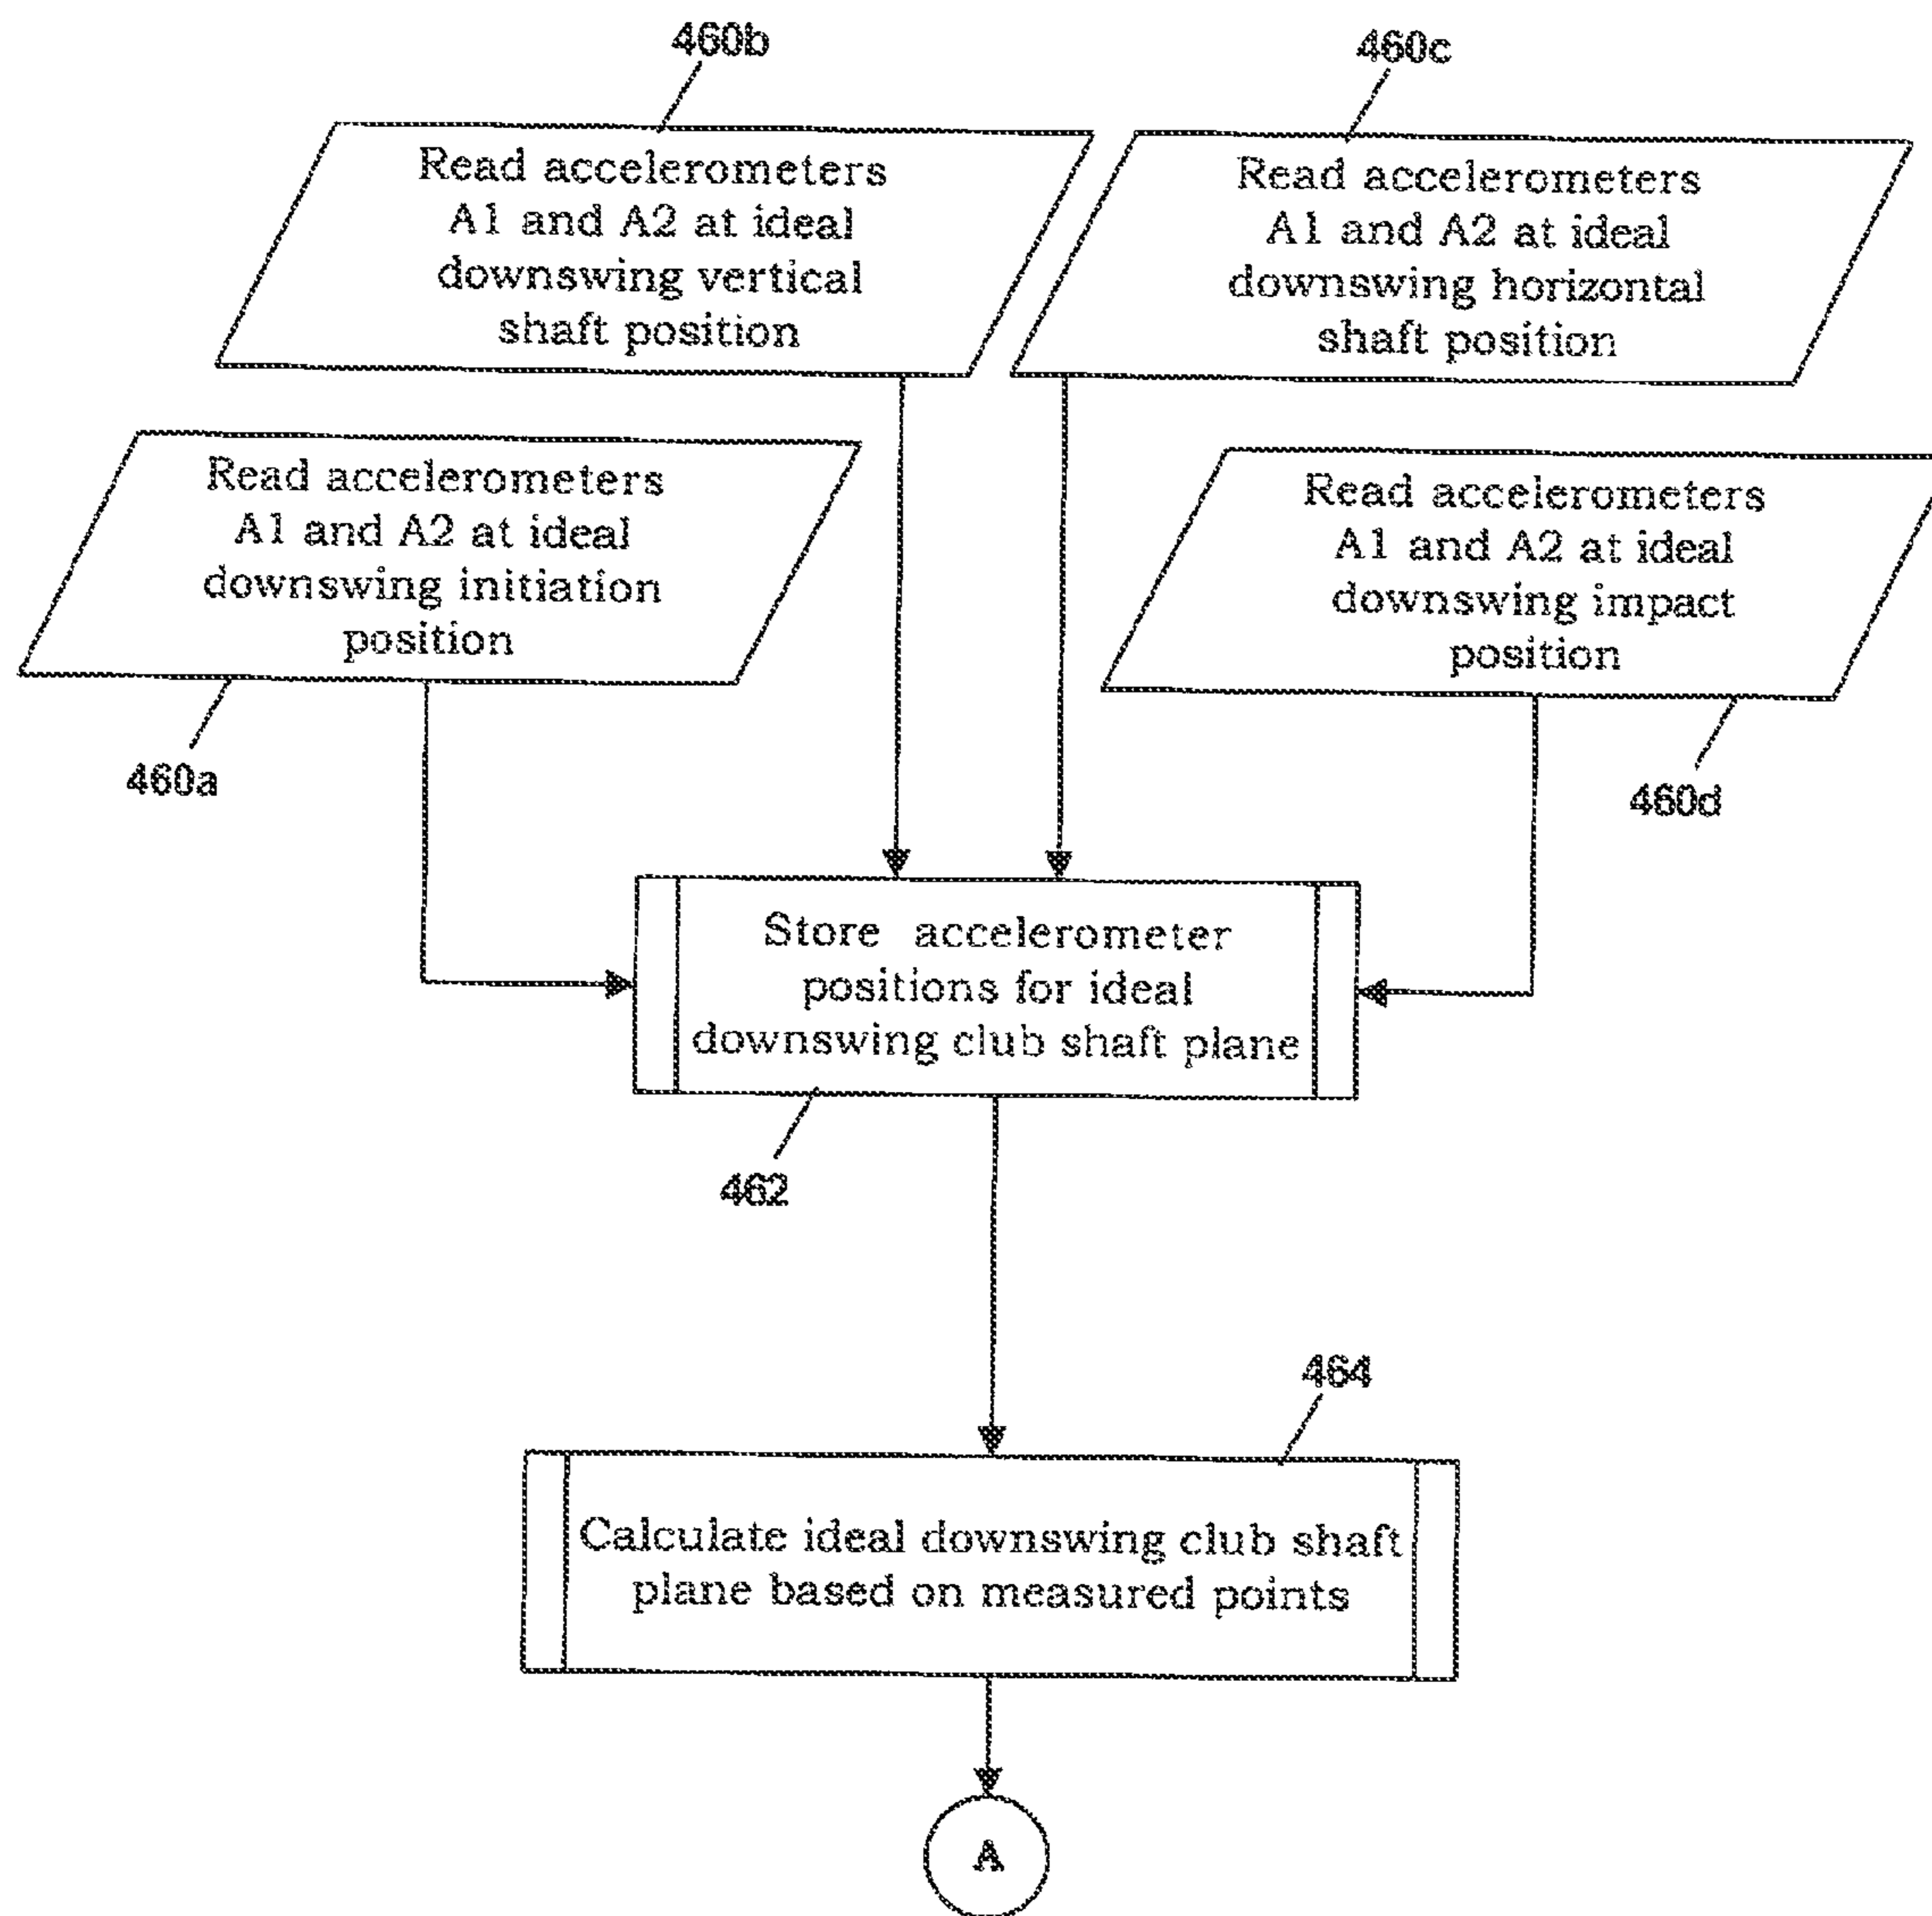 460b
460c
Read accelerometers
A1 and A2 at ideal
downswing vertical
shaft position
Read accelerometers
A1 and A2 at ideal
downswing horizontal
shaft position
Read accelerometers
A1 and A2 at ideal
downswing initiation
position
Read accelerometers
A1 and A2 at ideal
downswing impact
position
460a
460d
Store accelerometer
positions for ideal
downswing club shaft plane
462
464
Calculate ideal downswing club shaft
plane based on measured points
A